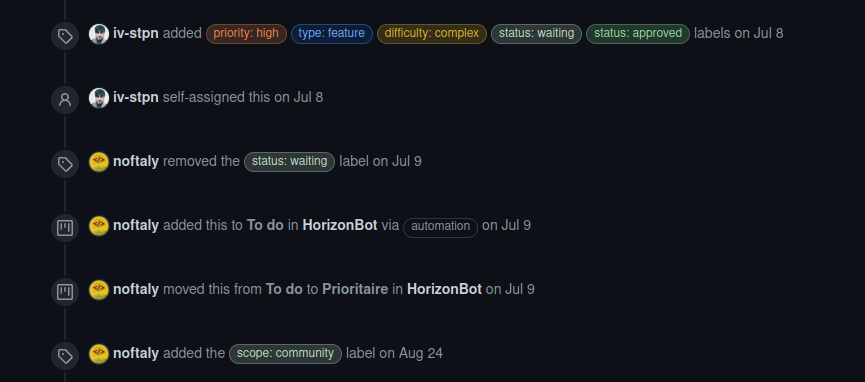 iv-stpn added priority: high type: feature difficulty: complex status: waiting status: approved labels on Jul 8
iv-stpn self-assigned this on Jul 8
noftaly removed the status: waiting label on Jul 9
noftaly added this to To do in HorizonBot via automation on Jul 9
noftaly moved this from To do to Prioritaire in HorizonBot on Jul 9
noftaly added the scope: community label on Aug 24